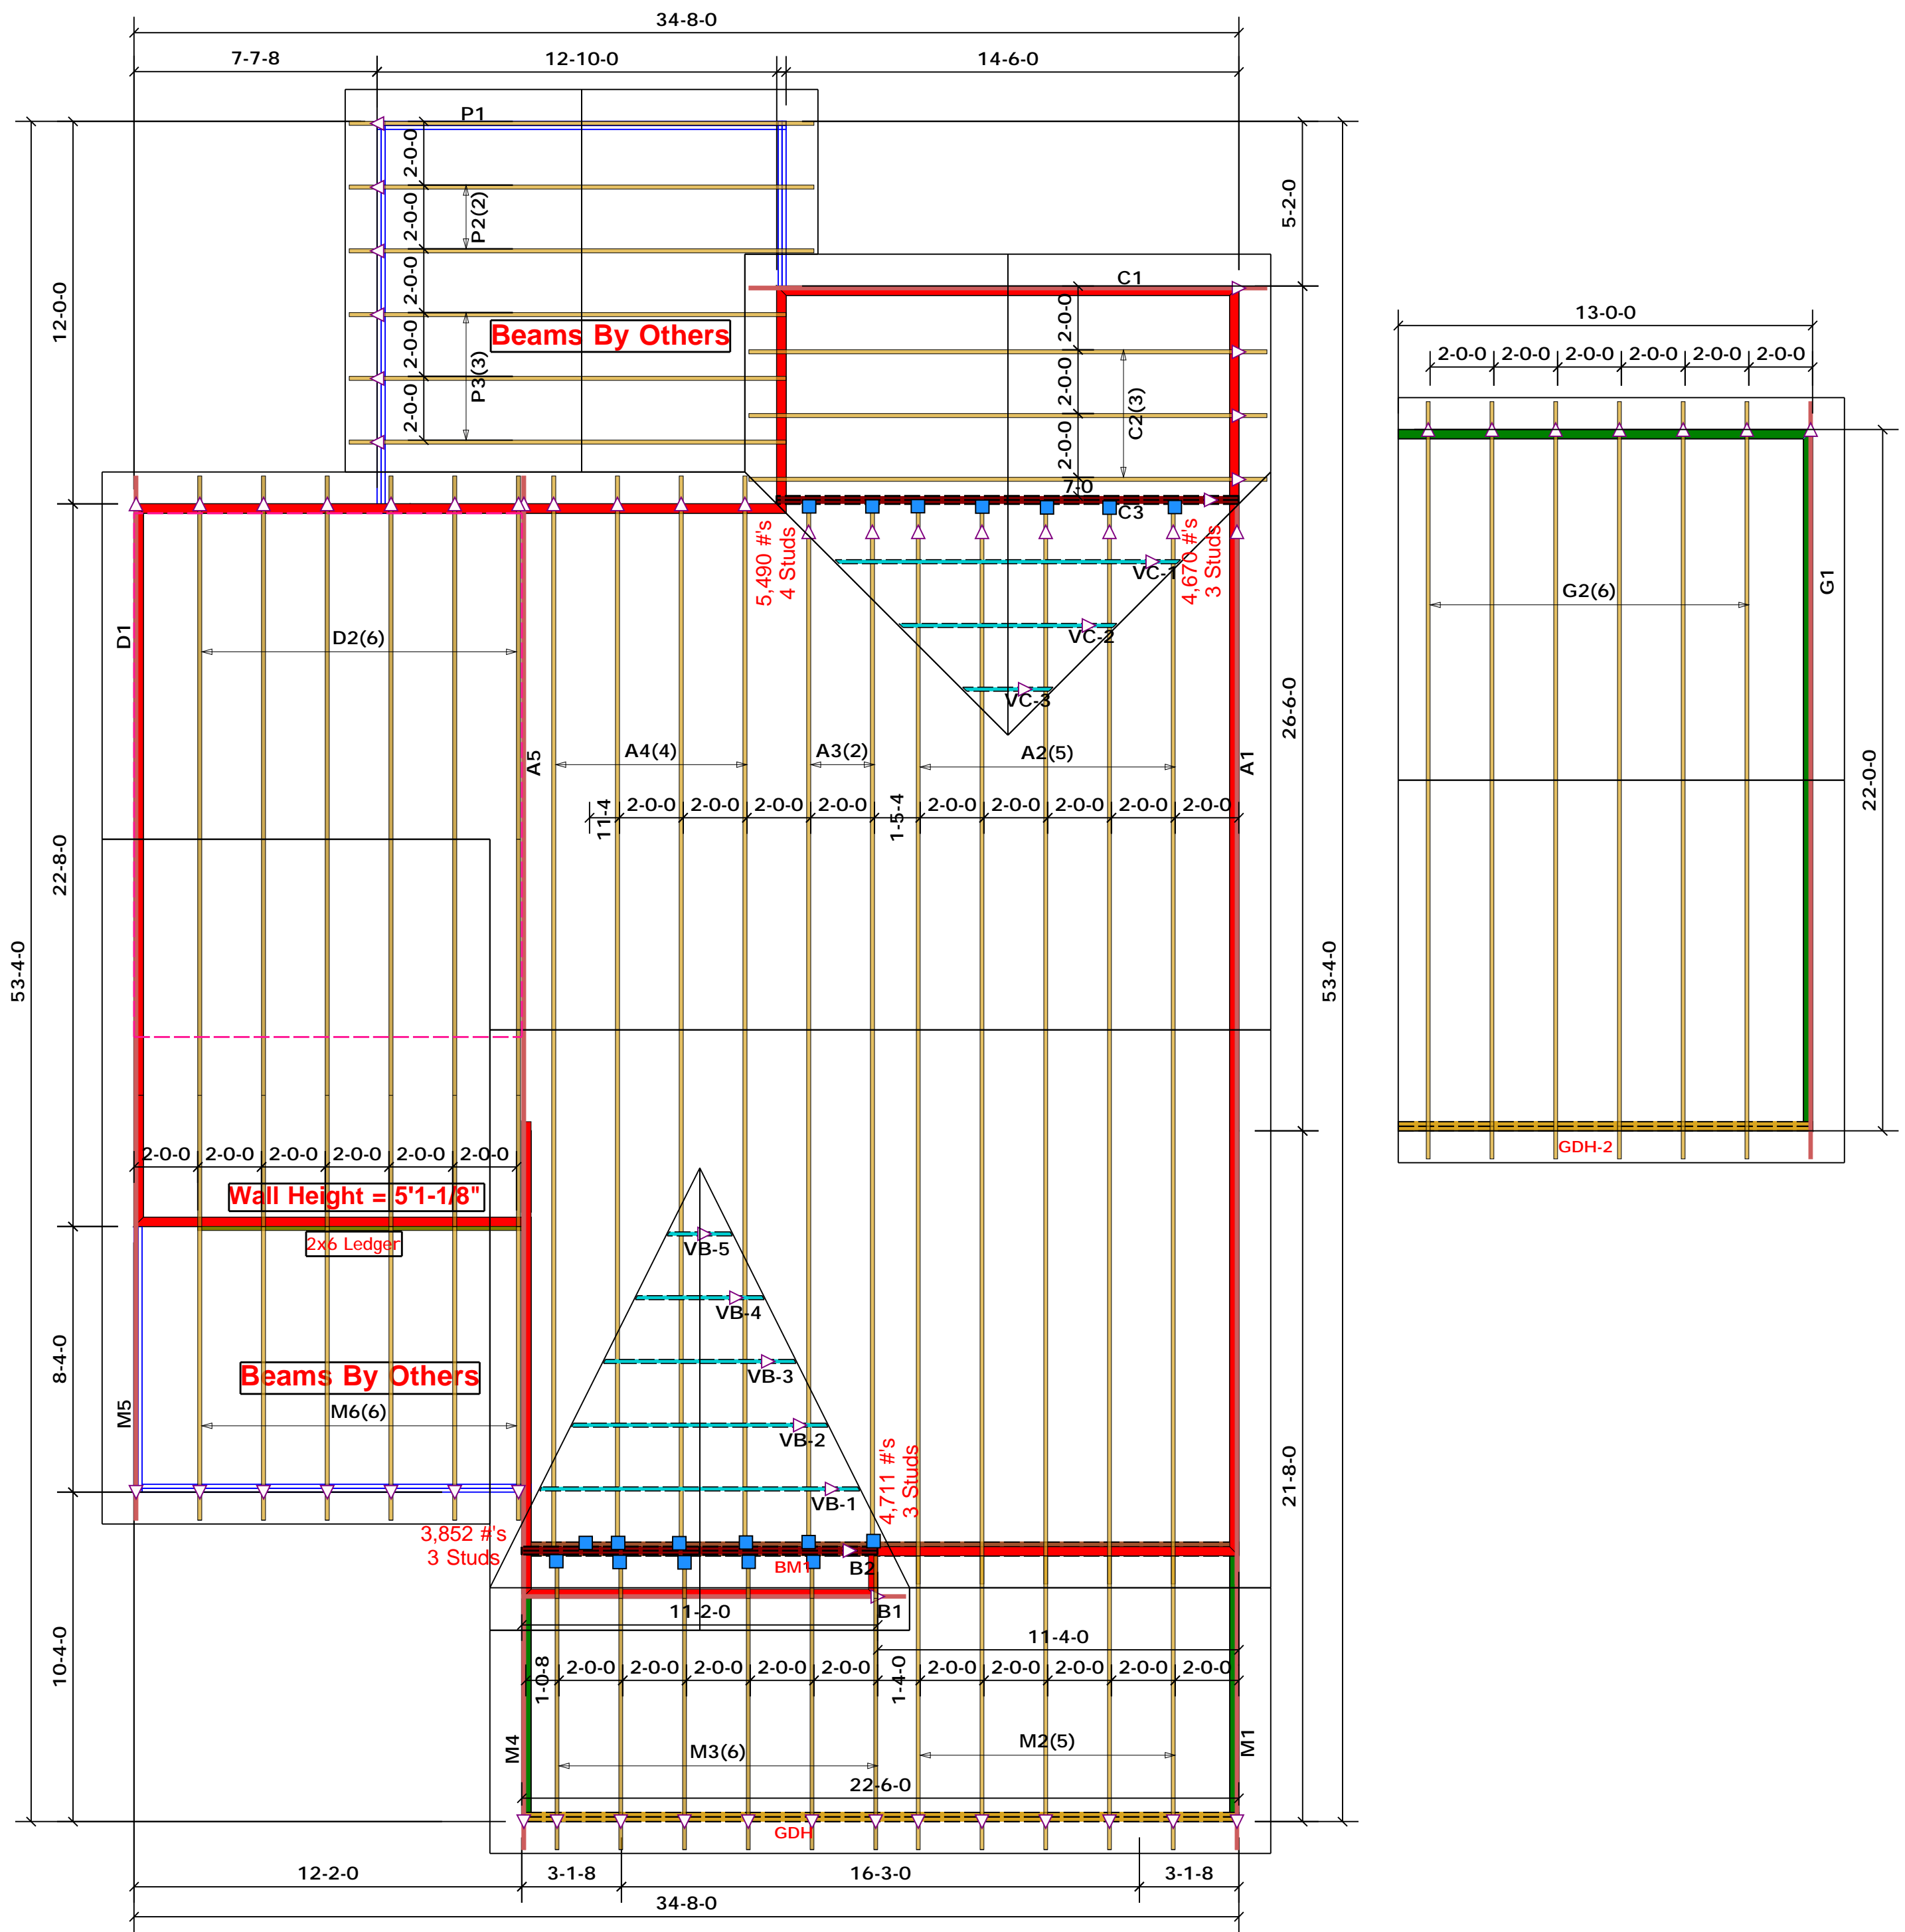 34-8-0
7-7-8
12-10-0
14-6-0
P1
2-0-0
2-0-0
2-0-0
2-0-0
2-0-0
P2(2)
P3(3)
Beams By Others
12-0-0
5-2-0
C1
2-0-0
2-0-0
2-0-0
C2(3)
7-0
C3
13-0-0
2-0-0
2-0-0
2-0-0
2-0-0
2-0-0
2-0-0
5,490 #'s
4 Studs
4,670 #'s
3 Studs
VC-1
VC-2
VC-3
D1
D2(6)
G2(6)
G1
26-6-0
22-0-0
A5
A4(4)
A3(2)
A2(5)
A1
11-4
2-0-0
2-0-0
2-0-0
2-0-0
1-5-4
2-0-0
2-0-0
2-0-0
2-0-0
2-0-0
22-8-0
53-4-0
53-4-0
2-0-0
2-0-0
2-0-0
2-0-0
2-0-0
2-0-0
Wall Height = 5'1-1/8"
2x6 Ledger
GDH-2
VB-5
VB-4
VB-3
VB-2
VB-1
8-4-0
Beams By Others
M5
M6(6)
21-8-0
4,711 #'s
3 Studs
3,852 #'s
3 Studs
BM1
B2
B1
11-2-0
11-4-0
10-4-0
1-0-8
2-0-0
2-0-0
2-0-0
2-0-0
2-0-0
1-4-0
2-0-0
2-0-0
2-0-0
2-0-0
2-0-0
M4
M3(6)
M2(5)
M1
22-6-0
GDH
12-2-0
3-1-8
16-3-0
3-1-8
34-8-0